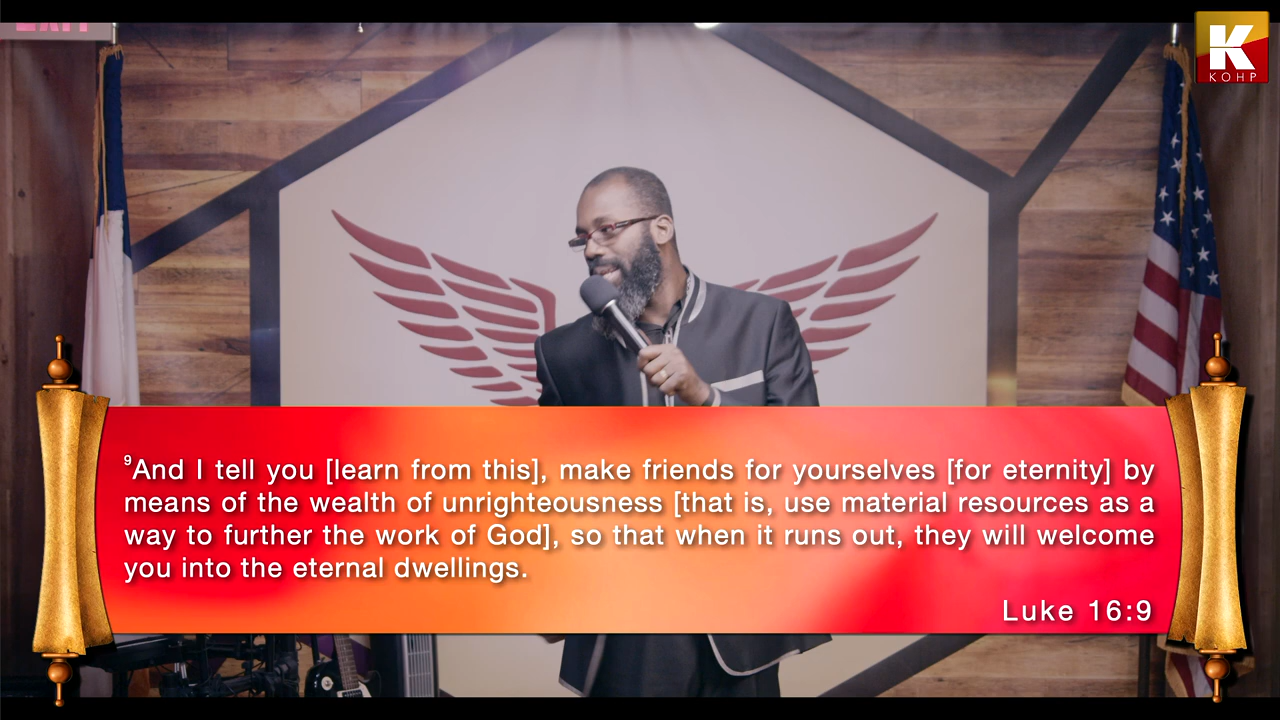 EXIT
K
KOHP
⁹And I tell you [learn from this], make friends for yourselves [for eternity] by
means of the wealth of unrighteousness [that is, use material resources as a
way to further the work of God], so that when it runs out, they will welcome
you into the eternal dwellings.
Luke 16:9